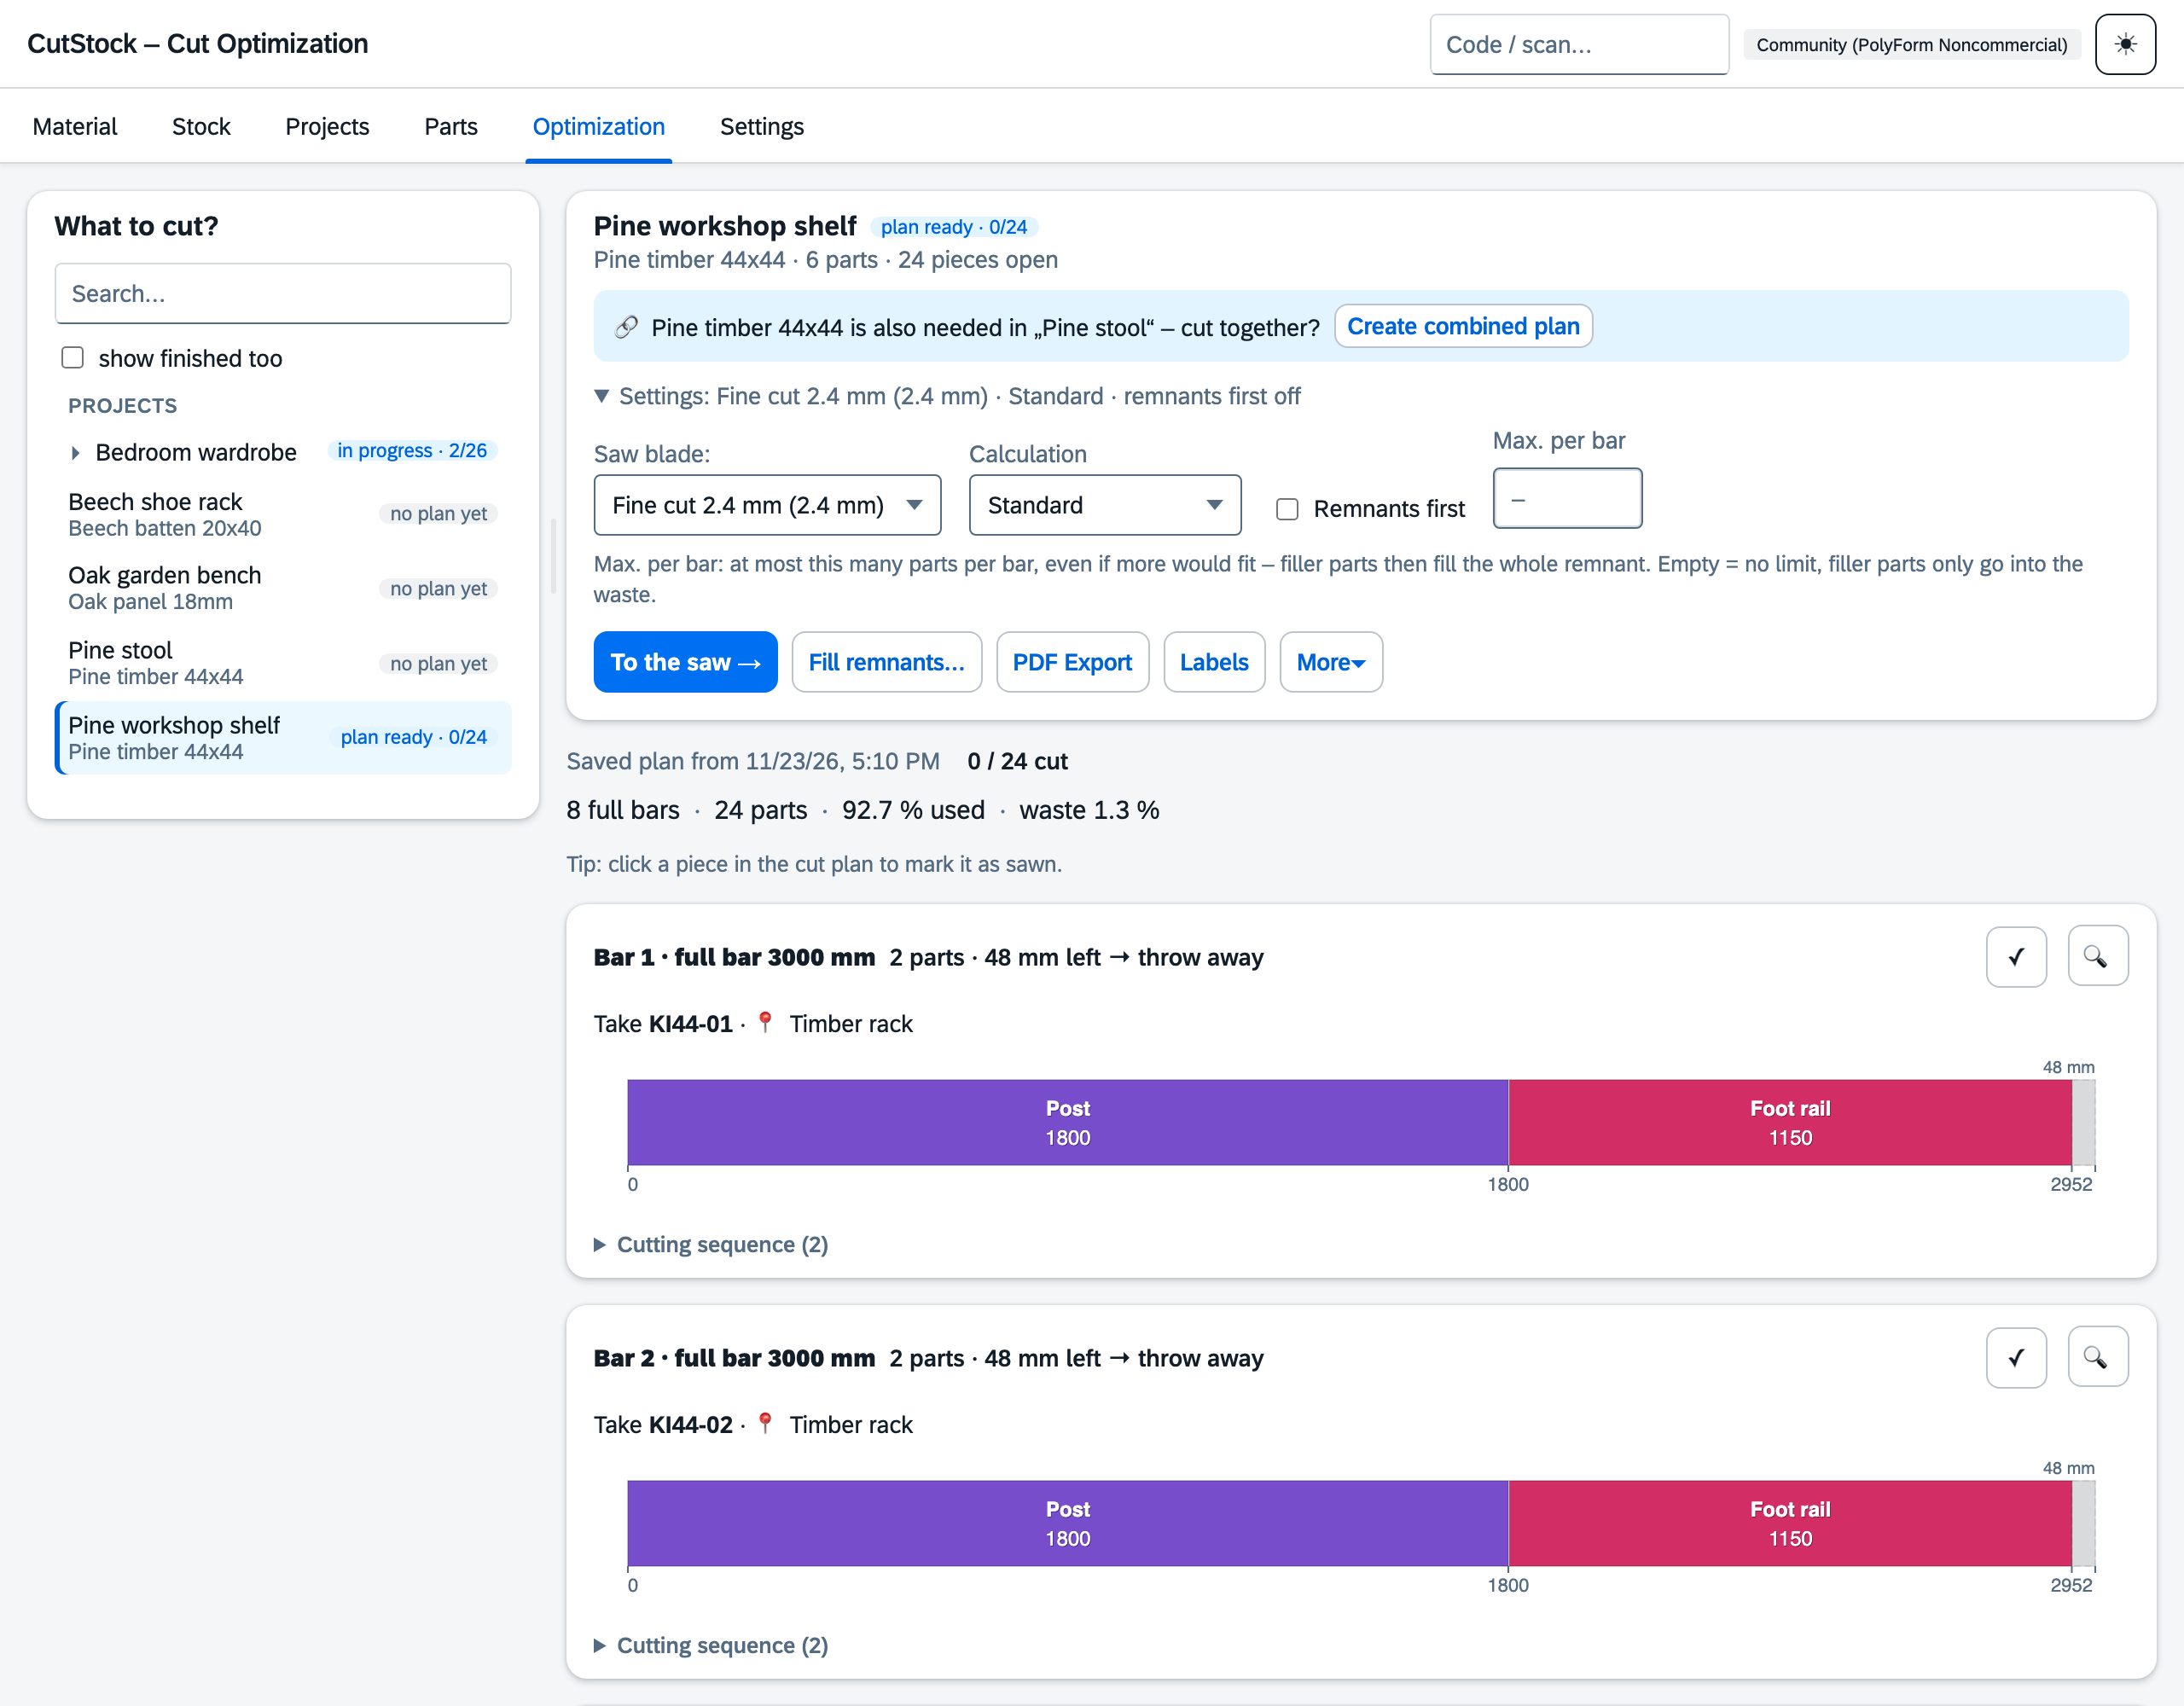 CutStock – Cut Optimization
Code / scan...
Community (PolyForm Noncommercial)
Material
Stock
Projects
Parts
Optimization
Settings
What to cut?
Search...
show finished too
PROJECTS
Bedroom wardrobe
in progress · 2/26
Beech shoe rack
Beech batten 20x40
no plan yet
Oak garden bench
Oak panel 18mm
no plan yet
Pine stool
Pine timber 44x44
no plan yet
Pine workshop shelf
Pine timber 44x44
plan ready · 0/24
Pine workshop shelf
plan ready · 0/24
Pine timber 44x44 · 6 parts · 24 pieces open
Pine timber 44x44 is also needed in „Pine stool“ – cut together?
Create combined plan
Settings: Fine cut 2.4 mm (2.4 mm) · Standard · remnants first off
Saw blade:
Fine cut 2.4 mm (2.4 mm)
Calculation
Standard
Remnants first
Max. per bar
–
Max. per bar: at most this many parts per bar, even if more would fit – filler parts then fill the whole remnant. Empty = no limit, filler parts only go into the
waste.
To the saw →
Fill remnants...
PDF Export
Labels
More
Saved plan from 11/23/26, 5:10 PM
0 / 24 cut
8 full bars · 24 parts · 92.7 % used · waste 1.3 %
Tip: click a piece in the cut plan to mark it as sawn.
Bar 1 · full bar 3000 mm 2 parts · 48 mm left → throw away
Take KI44-01 · Timber rack
48 mm
Post
1800
Foot rail
1150
0
1800
2952
Cutting sequence (2)
Bar 2 · full bar 3000 mm 2 parts · 48 mm left → throw away
Take KI44-02 · Timber rack
48 mm
Post
1800
Foot rail
1150
0
1800
2952
Cutting sequence (2)